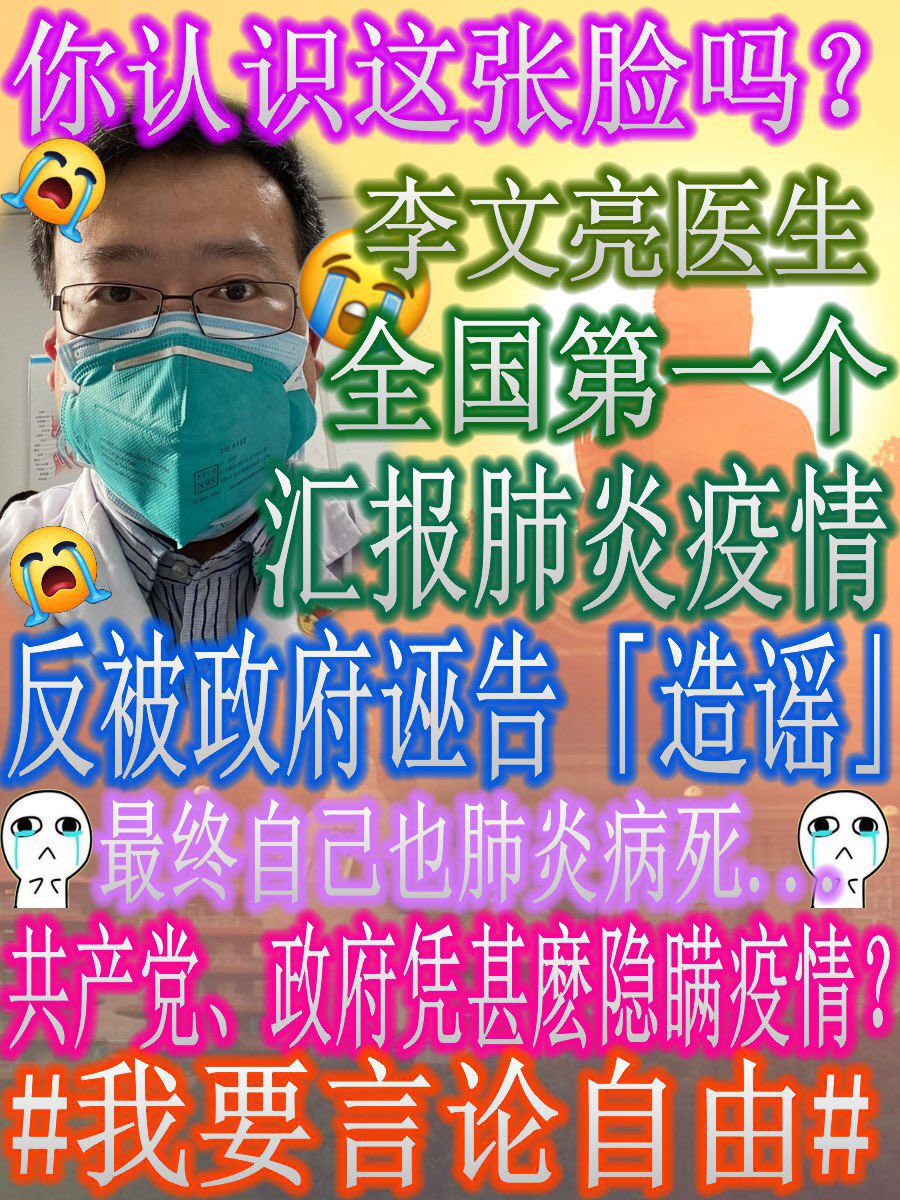 你认识这张脸吗？
李文亮医生
全国第一个
汇报肺炎疫情
反被政府诬告「造谣」
最终自己也肺炎病死...
共产党、政府凭甚麽隐瞒疫情？
#我要言论自由#